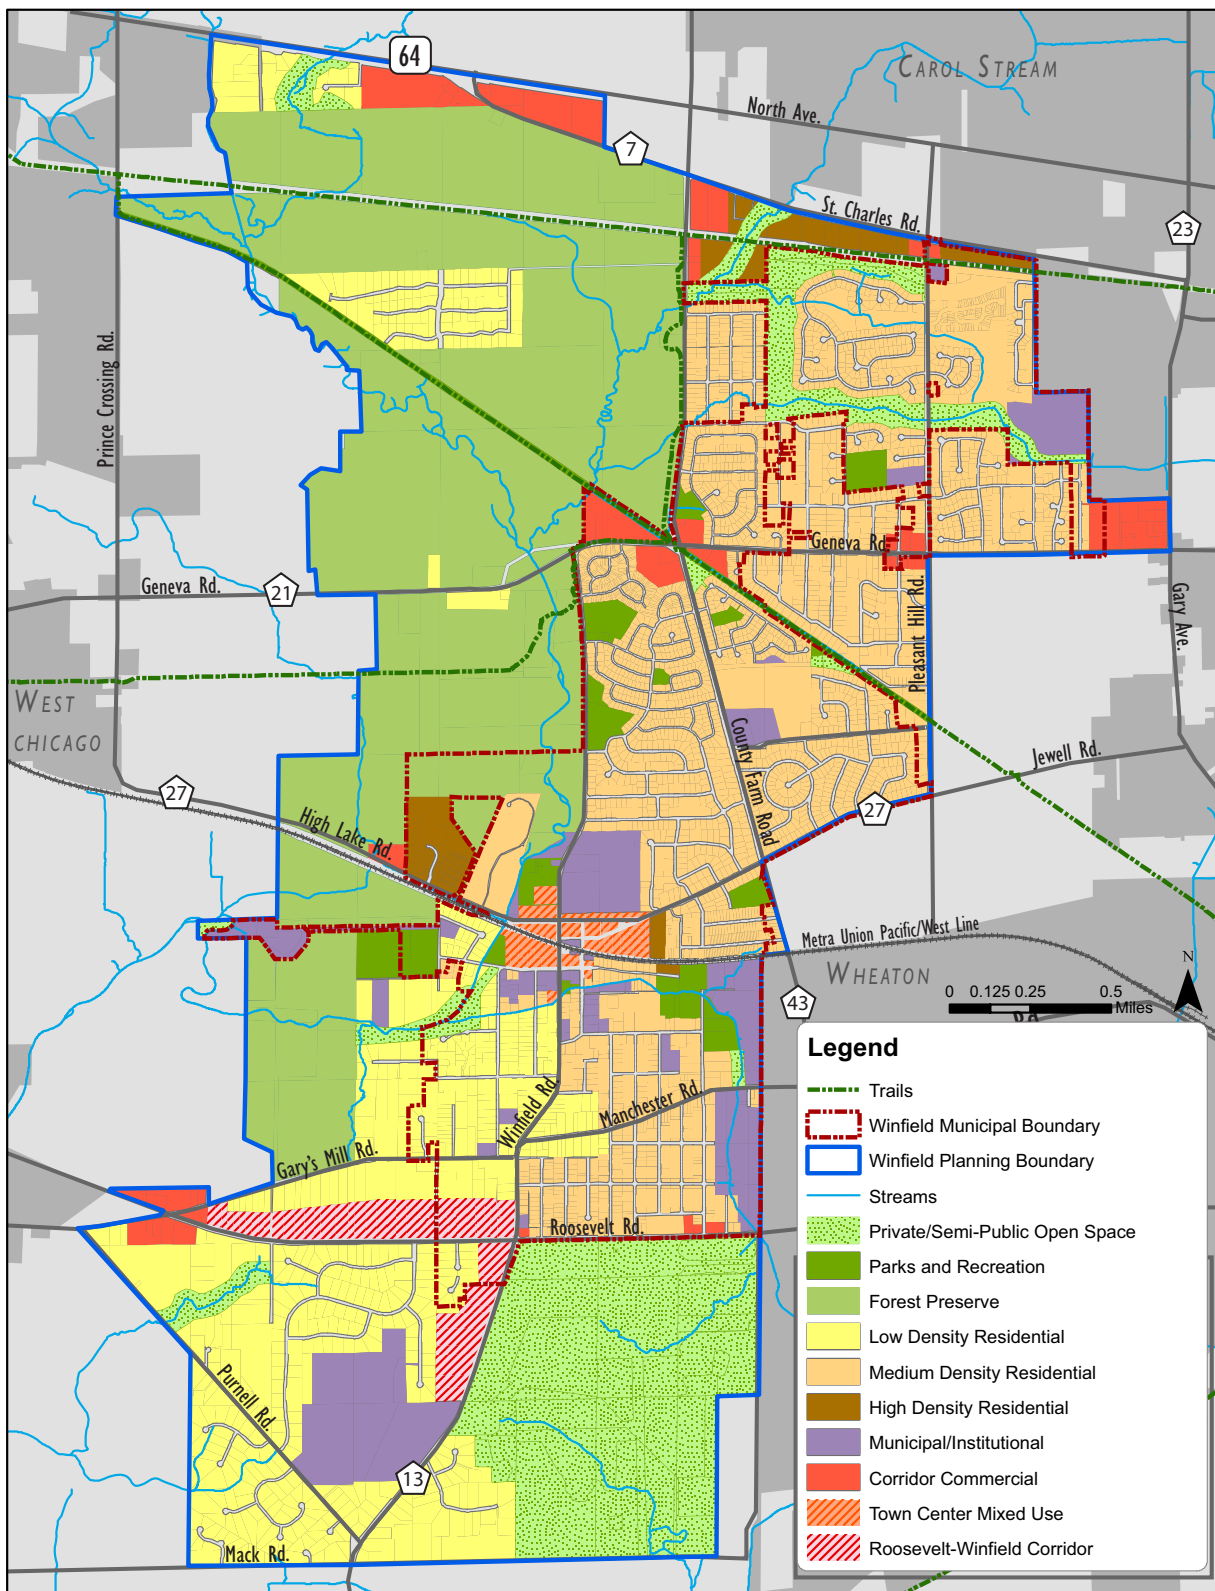 64
CAROL STREAM
North Ave.
7
St. Charles Rd.
23
Prince Crossing Rd.
Geneva Rd.
Geneva Rd.
21
Pleasant Hill Rd.
Gary Ave.
WEST
CHICAGO
County Farm Road
Jewell Rd.
27
27
High Lake Rd.
Metra Union Pacific/West Line
WHEATON
N
43
0 0.125 0.25 0.5
Miles
Rd
Winfield Rd.
Manchester Rd.
Gary's Mill Rd.
Roosevelt Rd.
Purnell Rd.
13
Mack Rd.
Legend
Trails
Winfield Municipal Boundary
Winfield Planning Boundary
Streams
Private/Semi-Public Open Space
Parks and Recreation
Forest Preserve
Low Density Residential
Medium Density Residential
High Density Residential
Municipal/Institutional
Corridor Commercial
Town Center Mixed Use
Roosevelt-Winfield Corridor